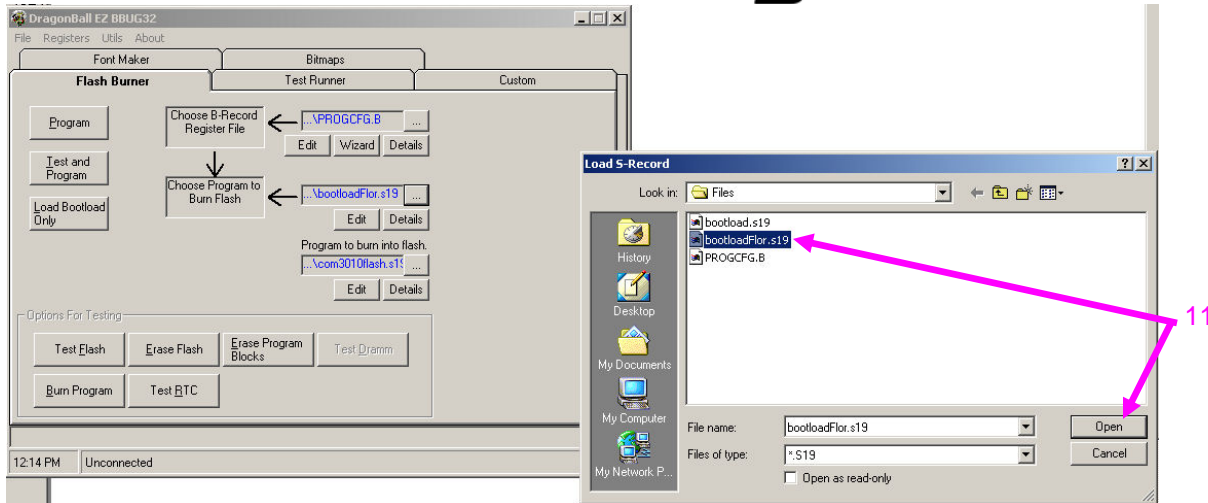 DragonBall EZ BBUG32
File Registers Utils About
Font Maker Bitmaps
Flash Burner Test Runner Custom
Program
Choose B-Record
Register File
...\PROGCFG.B ...
Edit Wizard Details
Test and
Program
Choose Program to
Burn Flash
...\bootloadFlor.s19 ...
Edit Details
Load Bootload
Only
Program to burn into flash.
...\com3010flash.s19 ...
Edit Details
Options For Testing
Test Flash Erase Flash Erase Program
Blocks Test Dramm
Burn Program Test RTC
12:14 PM Unconnected
Load S-Record
Look in: Files
History
Desktop
My Documents
My Computer
My Network P...
bootload.s19
bootloadFlor.s19
PROGCFG.B
11
File name: bootloadFlor.s19 Open
Files of type: *.S19 Cancel
Open as read-only